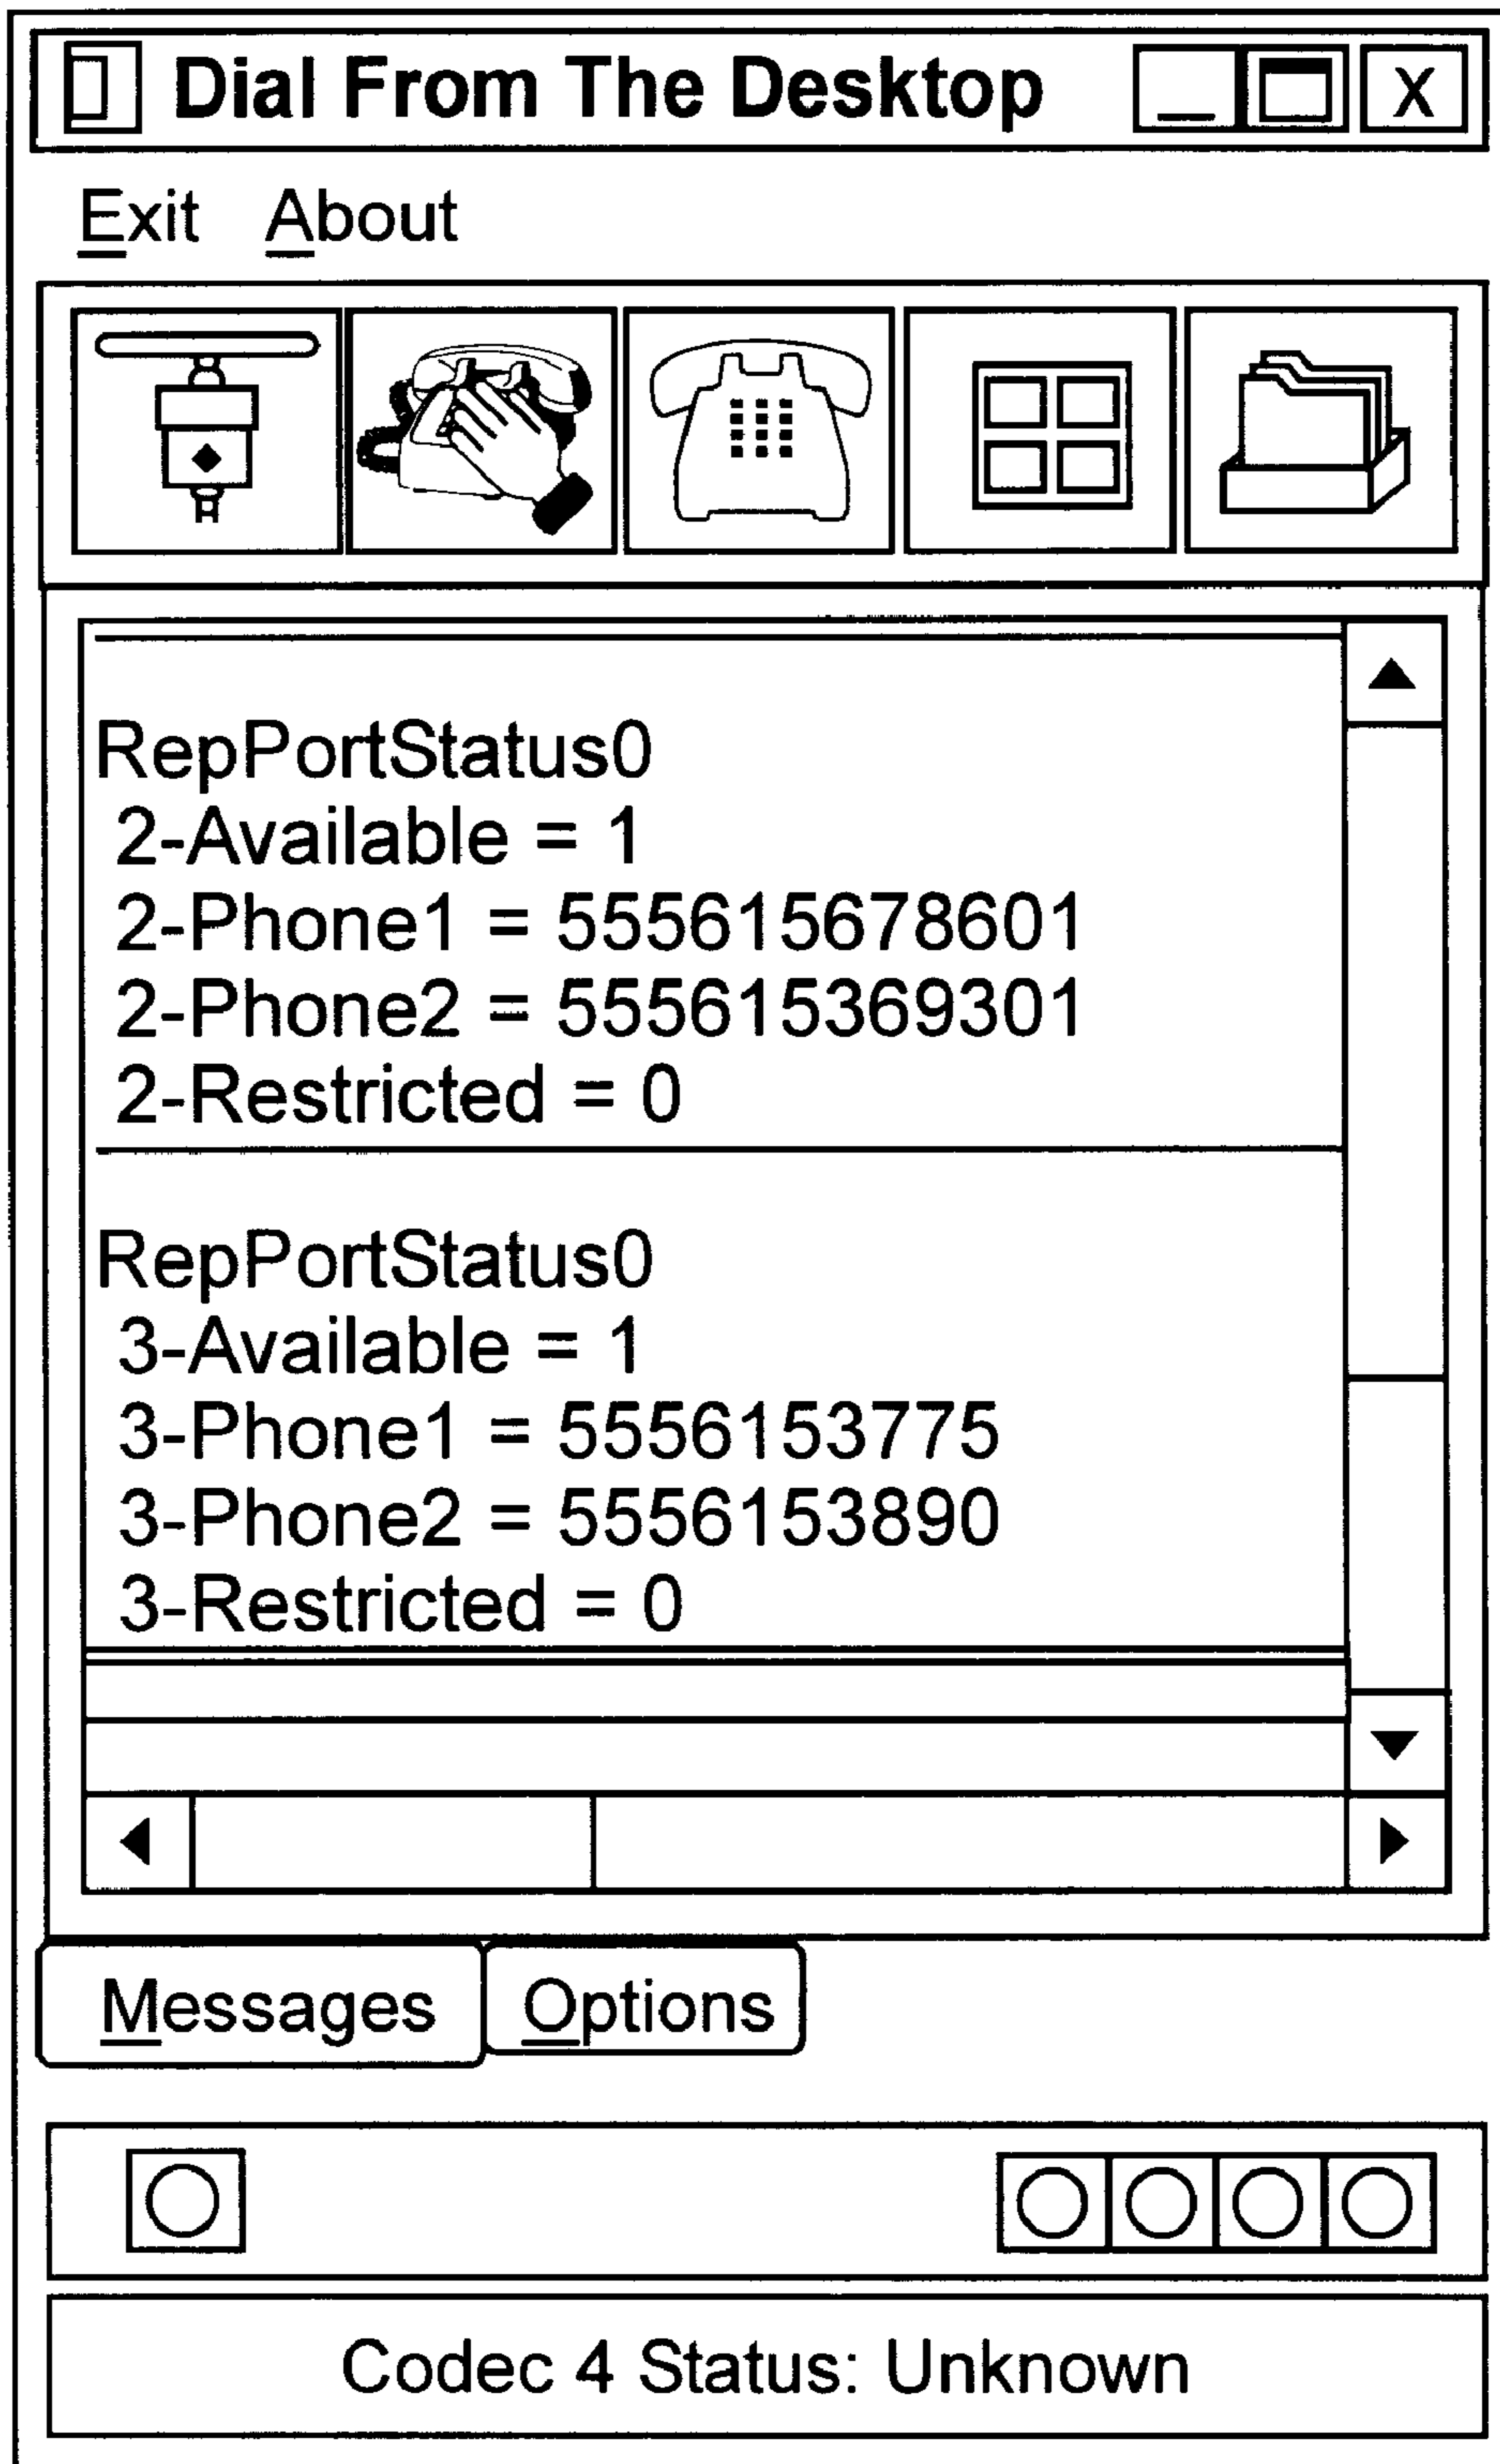 Dial From The Desktop
X
Exit About
RepPortStatus0
2-Available = 1
2-Phone1 = 555615678601
2-Phone2 = 555615369301
2-Restricted = 0
RepPortStatus0
3-Available = 1
3-Phone1 = 5556153775
3-Phone2 = 5556153890
3-Restricted = 0
Messages Options
Codec 4 Status: Unknown